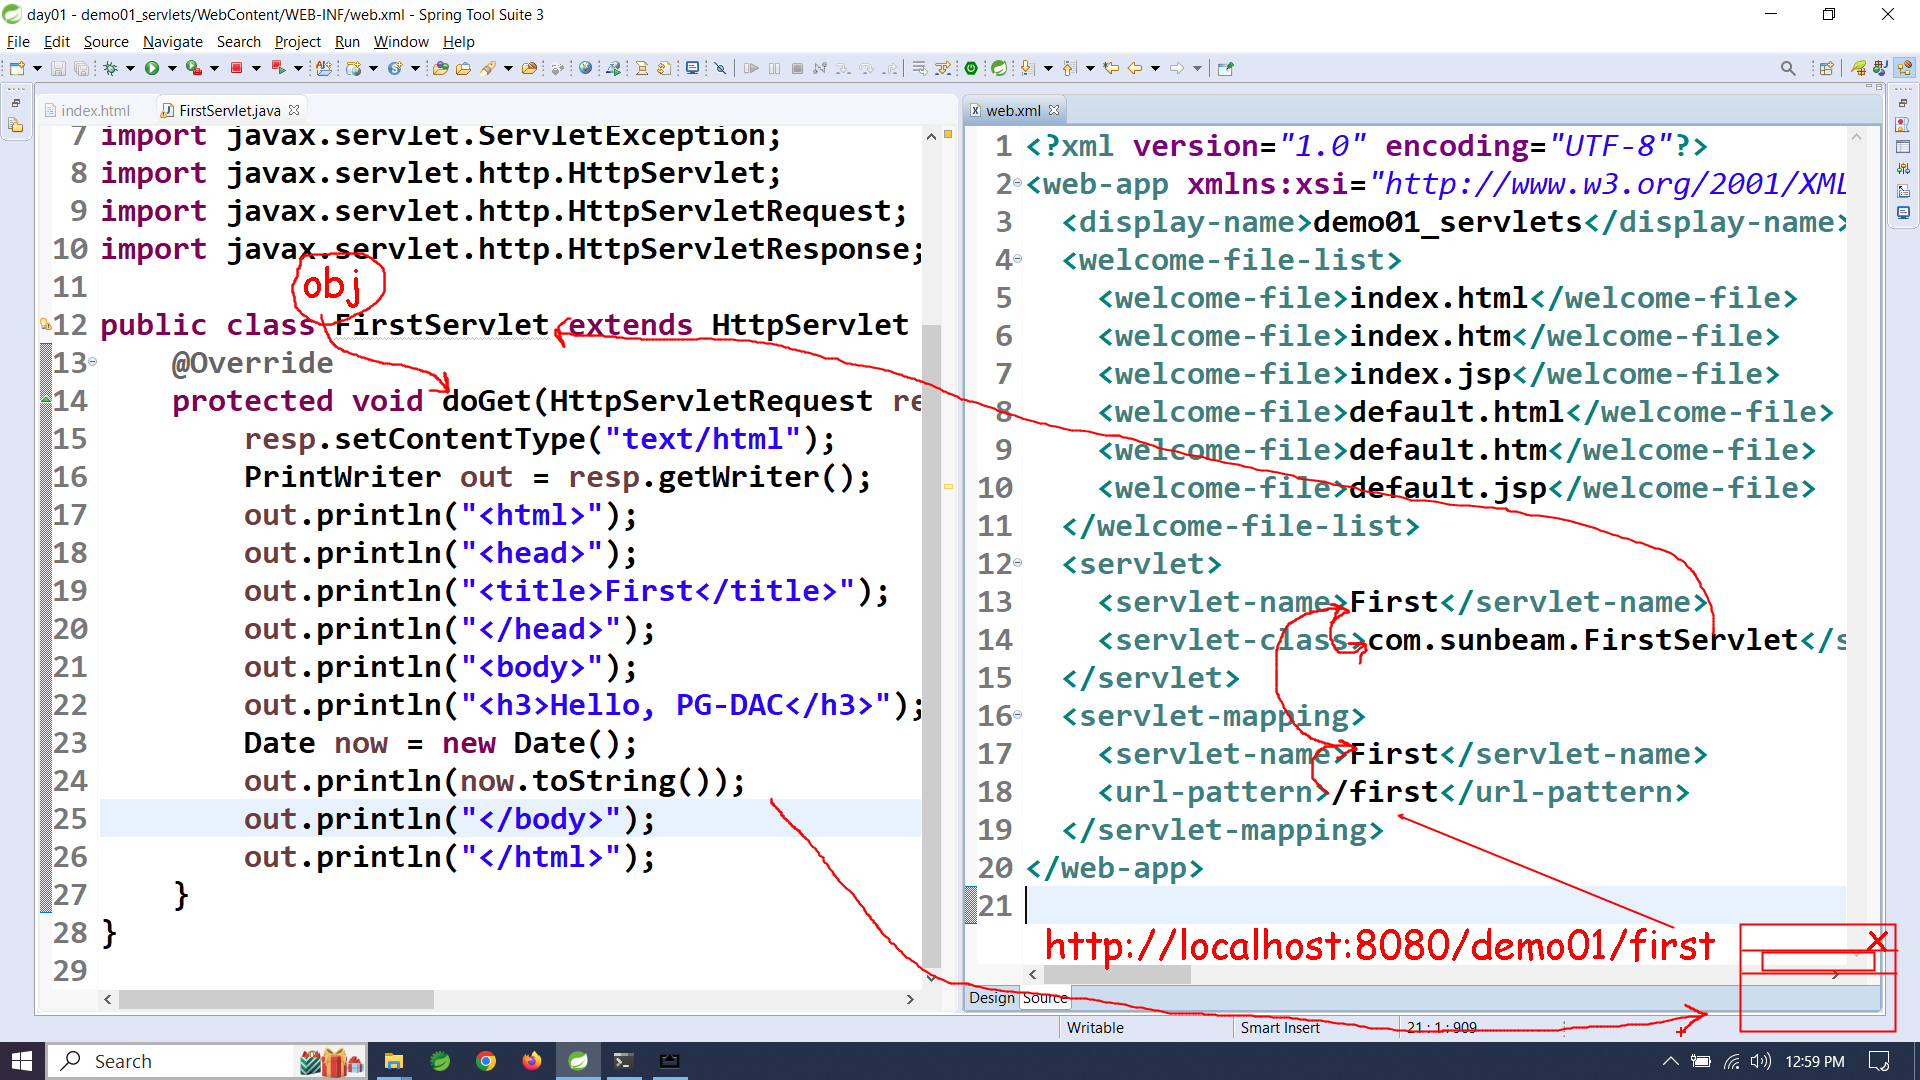 day01 - demo01_servlets/WebContent/WEB-INF/web.xml - Spring Tool Suite 3
File Edit Source Navigate Search Project Run Window Help
index.html FirstServlet.java
7 import javax.servlet.ServletException;
8 import javax.servlet.http.HttpServlet;
9 import javax.servlet.http.HttpServletRequest;
10 import javax.servlet.http.HttpServletResponse;
11
obj
12 public class FirstServlet extends HttpServlet
13 @Override
14 protected void doGet(HttpServletRequest re
15 resp.setContentType("text/html");
16 PrintWriter out = resp.getWriter();
17 out.println("<html>");
18 out.println("<head>");
19 out.println("<title>First</title>");
20 out.println("</head>");
21 out.println("<body>");
22 out.println("<h3>Hello, PG-DAC</h3>");
23 Date now = new Date();
24 out.println(now.toString());
25 out.println("</body>");
26 out.println("</html>");
27 }
28 }
29
web.xml
1 <?xml version="1.0" encoding="UTF-8"?>
2 <web-app xmlns:xsi="http://www.w3.org/2001/XML
3 <display-name>demo01_servlets</display-name>
4 <welcome-file-list>
5 <welcome-file>index.html</welcome-file>
6 <welcome-file>index.htm</welcome-file>
7 <welcome-file>index.jsp</welcome-file>
8 <welcome-file>default.html</welcome-file>
9 <welcome-file>default.htm</welcome-file>
10 <welcome-file>default.jsp</welcome-file>
11 </welcome-file-list>
12 <servlet>
13 <servlet-name>First</servlet-name>
14 <servlet-class>com.sunbeam.FirstServlet</s
15 </servlet>
16 <servlet-mapping>
17 <servlet-name>First</servlet-name>
18 <url-pattern>/first</url-pattern>
19 </servlet-mapping>
20 </web-app>
21
http://localhost:8080/demo01/first
Design Source
Writable Smart Insert 21 : 1 : 909
Search
12:59 PM